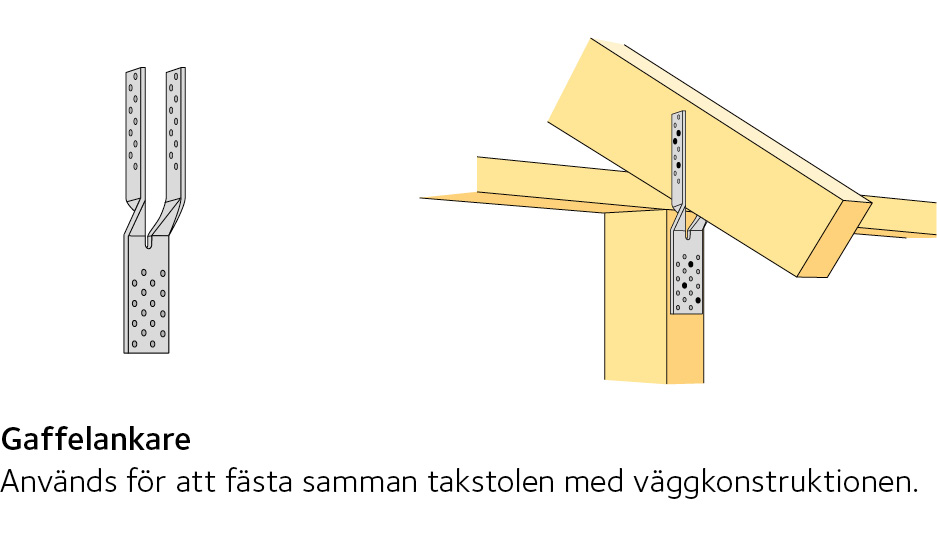 Gaffelankare
Används för att fästa samman takstolen med väggkonstruktionen.